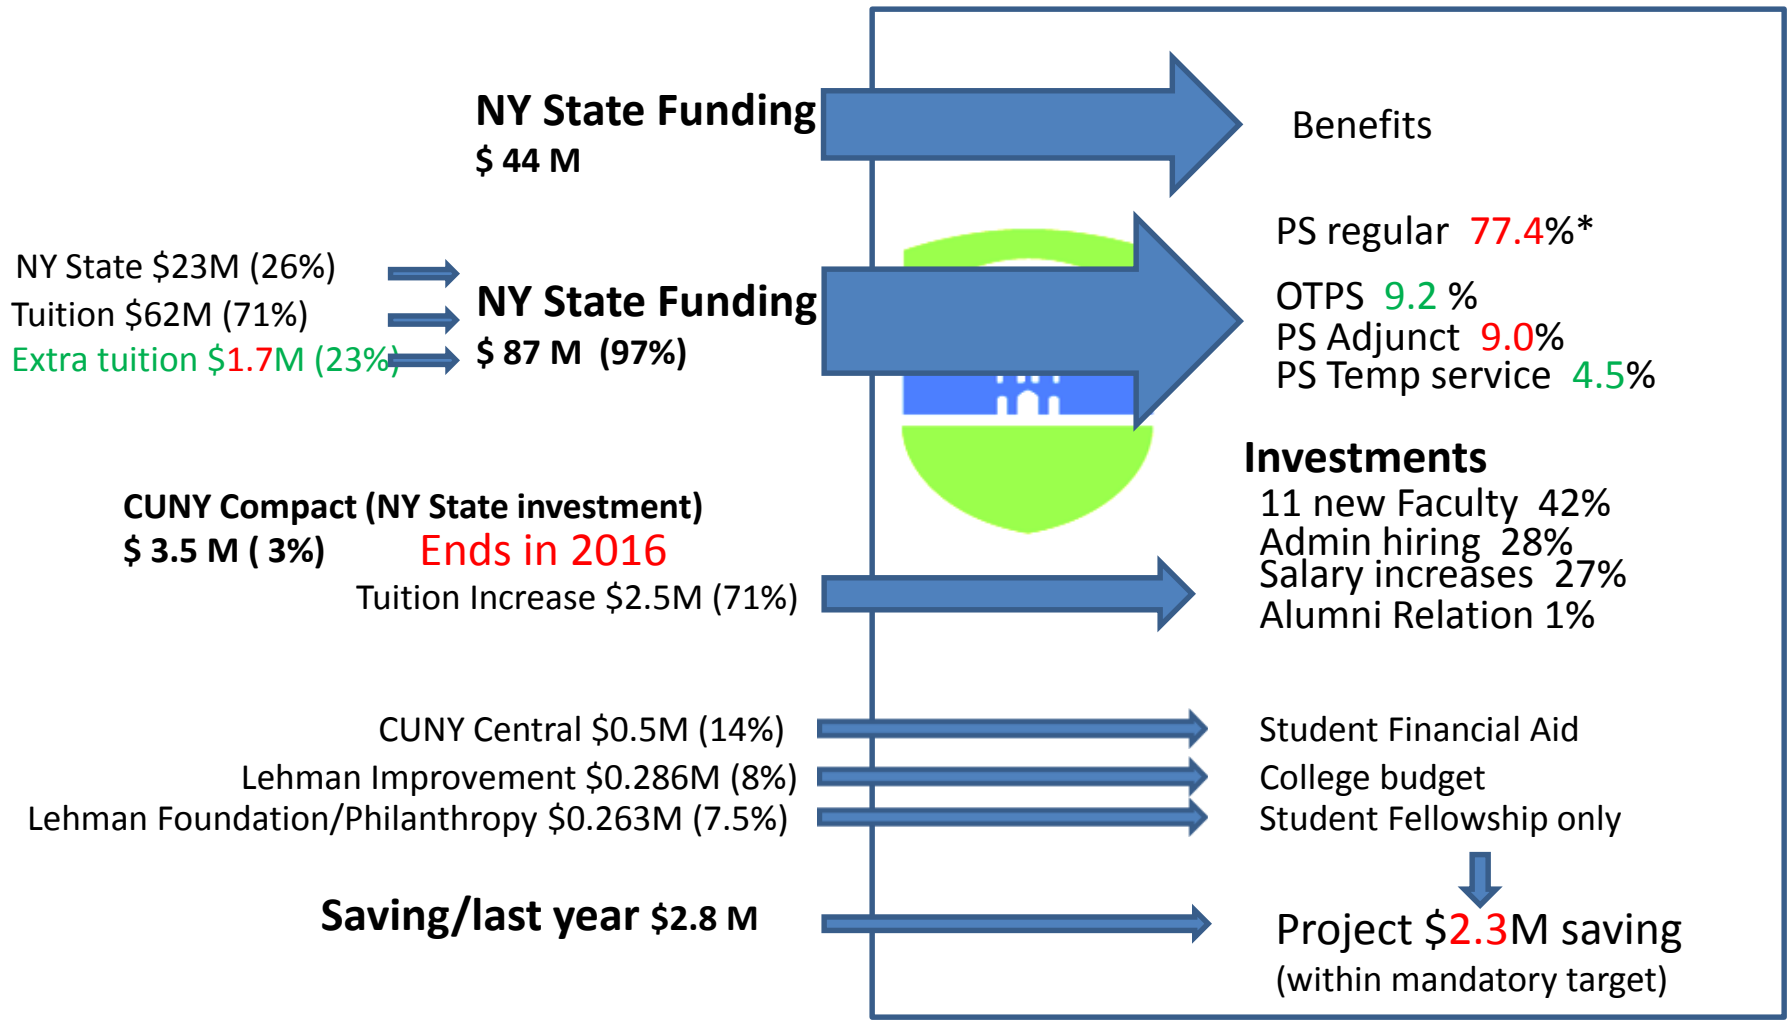 NY State Funding
$ 44 M
Benefits
NY State $23M (26%)
Tuition $62M (71%)
Extra tuition $1.7M (23%)
NY State Funding
$ 87 M (97%)
PS regular 77.4%*
OTPS 9.2 %
PS Adjunct 9.0%
PS Temp service 4.5%
CUNY Compact (NY State investment)
$ 3.5 M ( 3%) Ends in 2016
Tuition Increase $2.5M (71%)
Investments
11 new Faculty 42%
Admin hiring 28%
Salary increases 27%
Alumni Relation 1%
CUNY Central $0.5M (14%)
Student Financial Aid
Lehman Improvement $0.286M (8%)
College budget
Lehman Foundation/Philanthropy $0.263M (7.5%)
Student Fellowship only
Saving/last year $2.8 M
Project $2.3M saving
(within mandatory target)